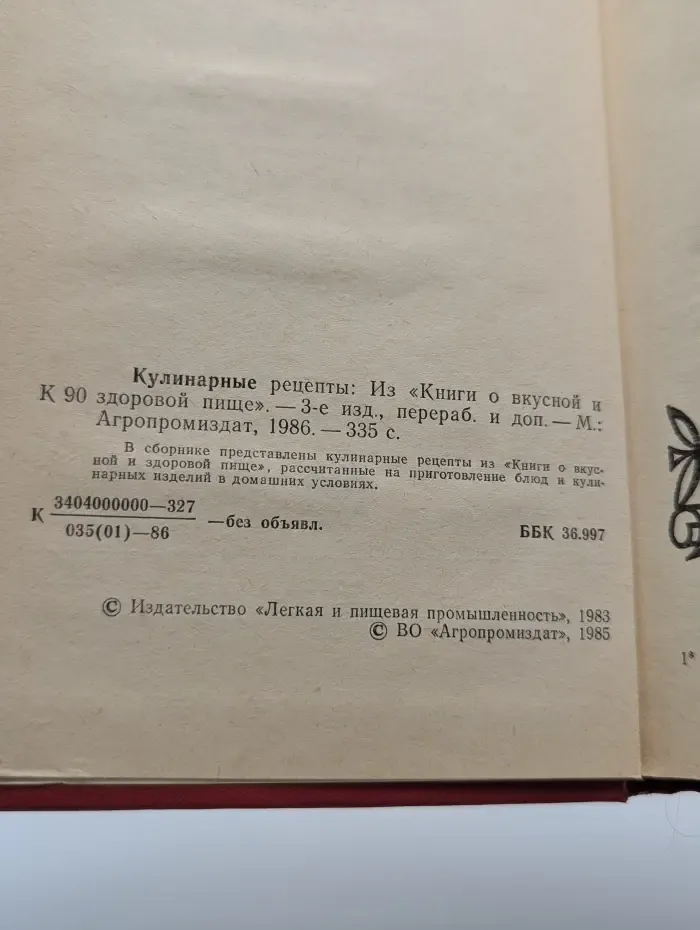 Кулинарные рецепты: Из «Книги о вкусной и
К 90 здоровой пище». — 3-е изд., перераб. и доп. — М.:
Агропромиздат, 1986. — 335 с.
В сборнике представлены кулинарные рецепты из «Книги о вкус-
ной и здоровой пище», рассчитанные на приготовление блюд и кули-
нарных изделий в домашних условиях.
К 3404000000—327
035(01)—86 —без объявл.
ББК 36.997
© Издательство «Легкая и пищевая промышленность», 1983
© ВО «Агропромиздат», 1985
1*